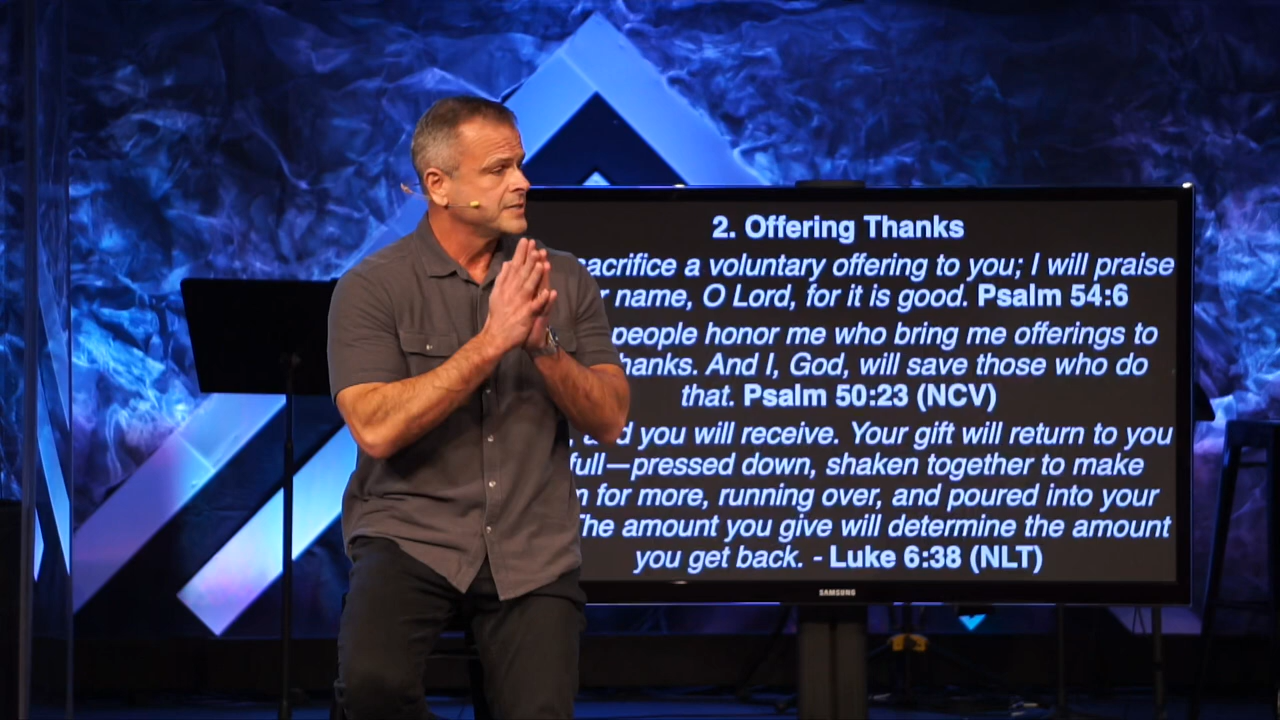 2. Offering Thanks
sacrifice a voluntary offering to you; I will praise
name, O Lord, for it is good. Psalm 54:6
people honor me who bring me offerings to
hanks. And I, God, will save those who do
that. Psalm 50:23 (NCV)
and you will receive. Your gift will return to you
full—pressed down, shaken together to make
for more, running over, and poured into your
The amount you give will determine the amount
you get back. - Luke 6:38 (NLT)
SAMSUNG